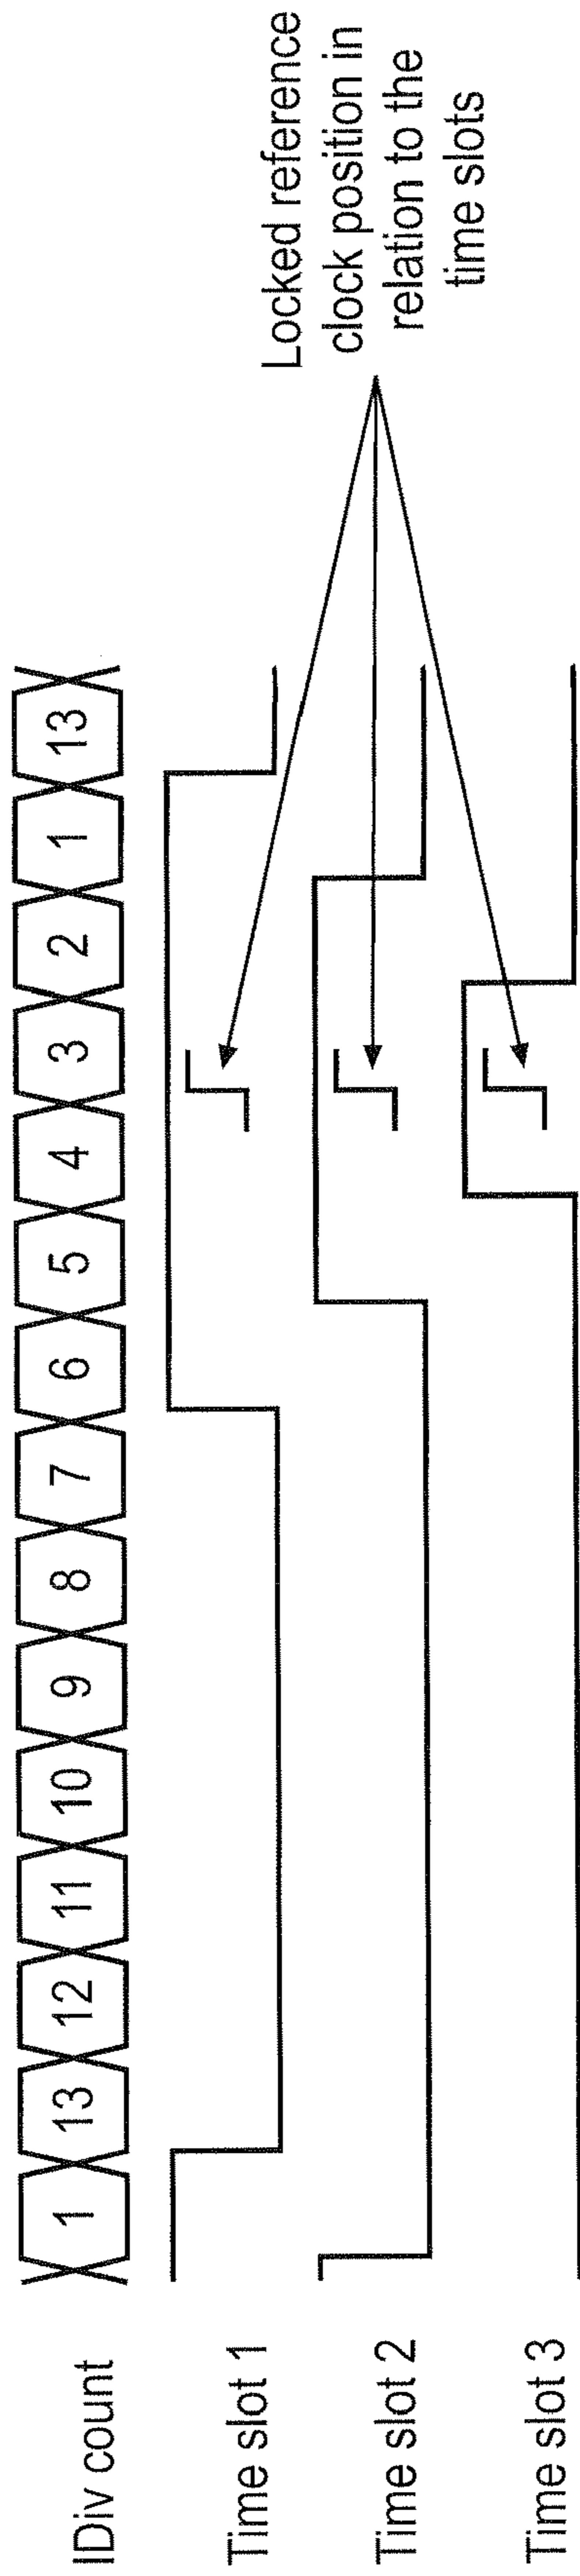 IDiv count
1 13 12 11 10 9 8 7 6 5 4 3 2 1 13
Time slot 1
Time slot 2
Time slot 3
Locked reference
clock position in
relation to the
time slots